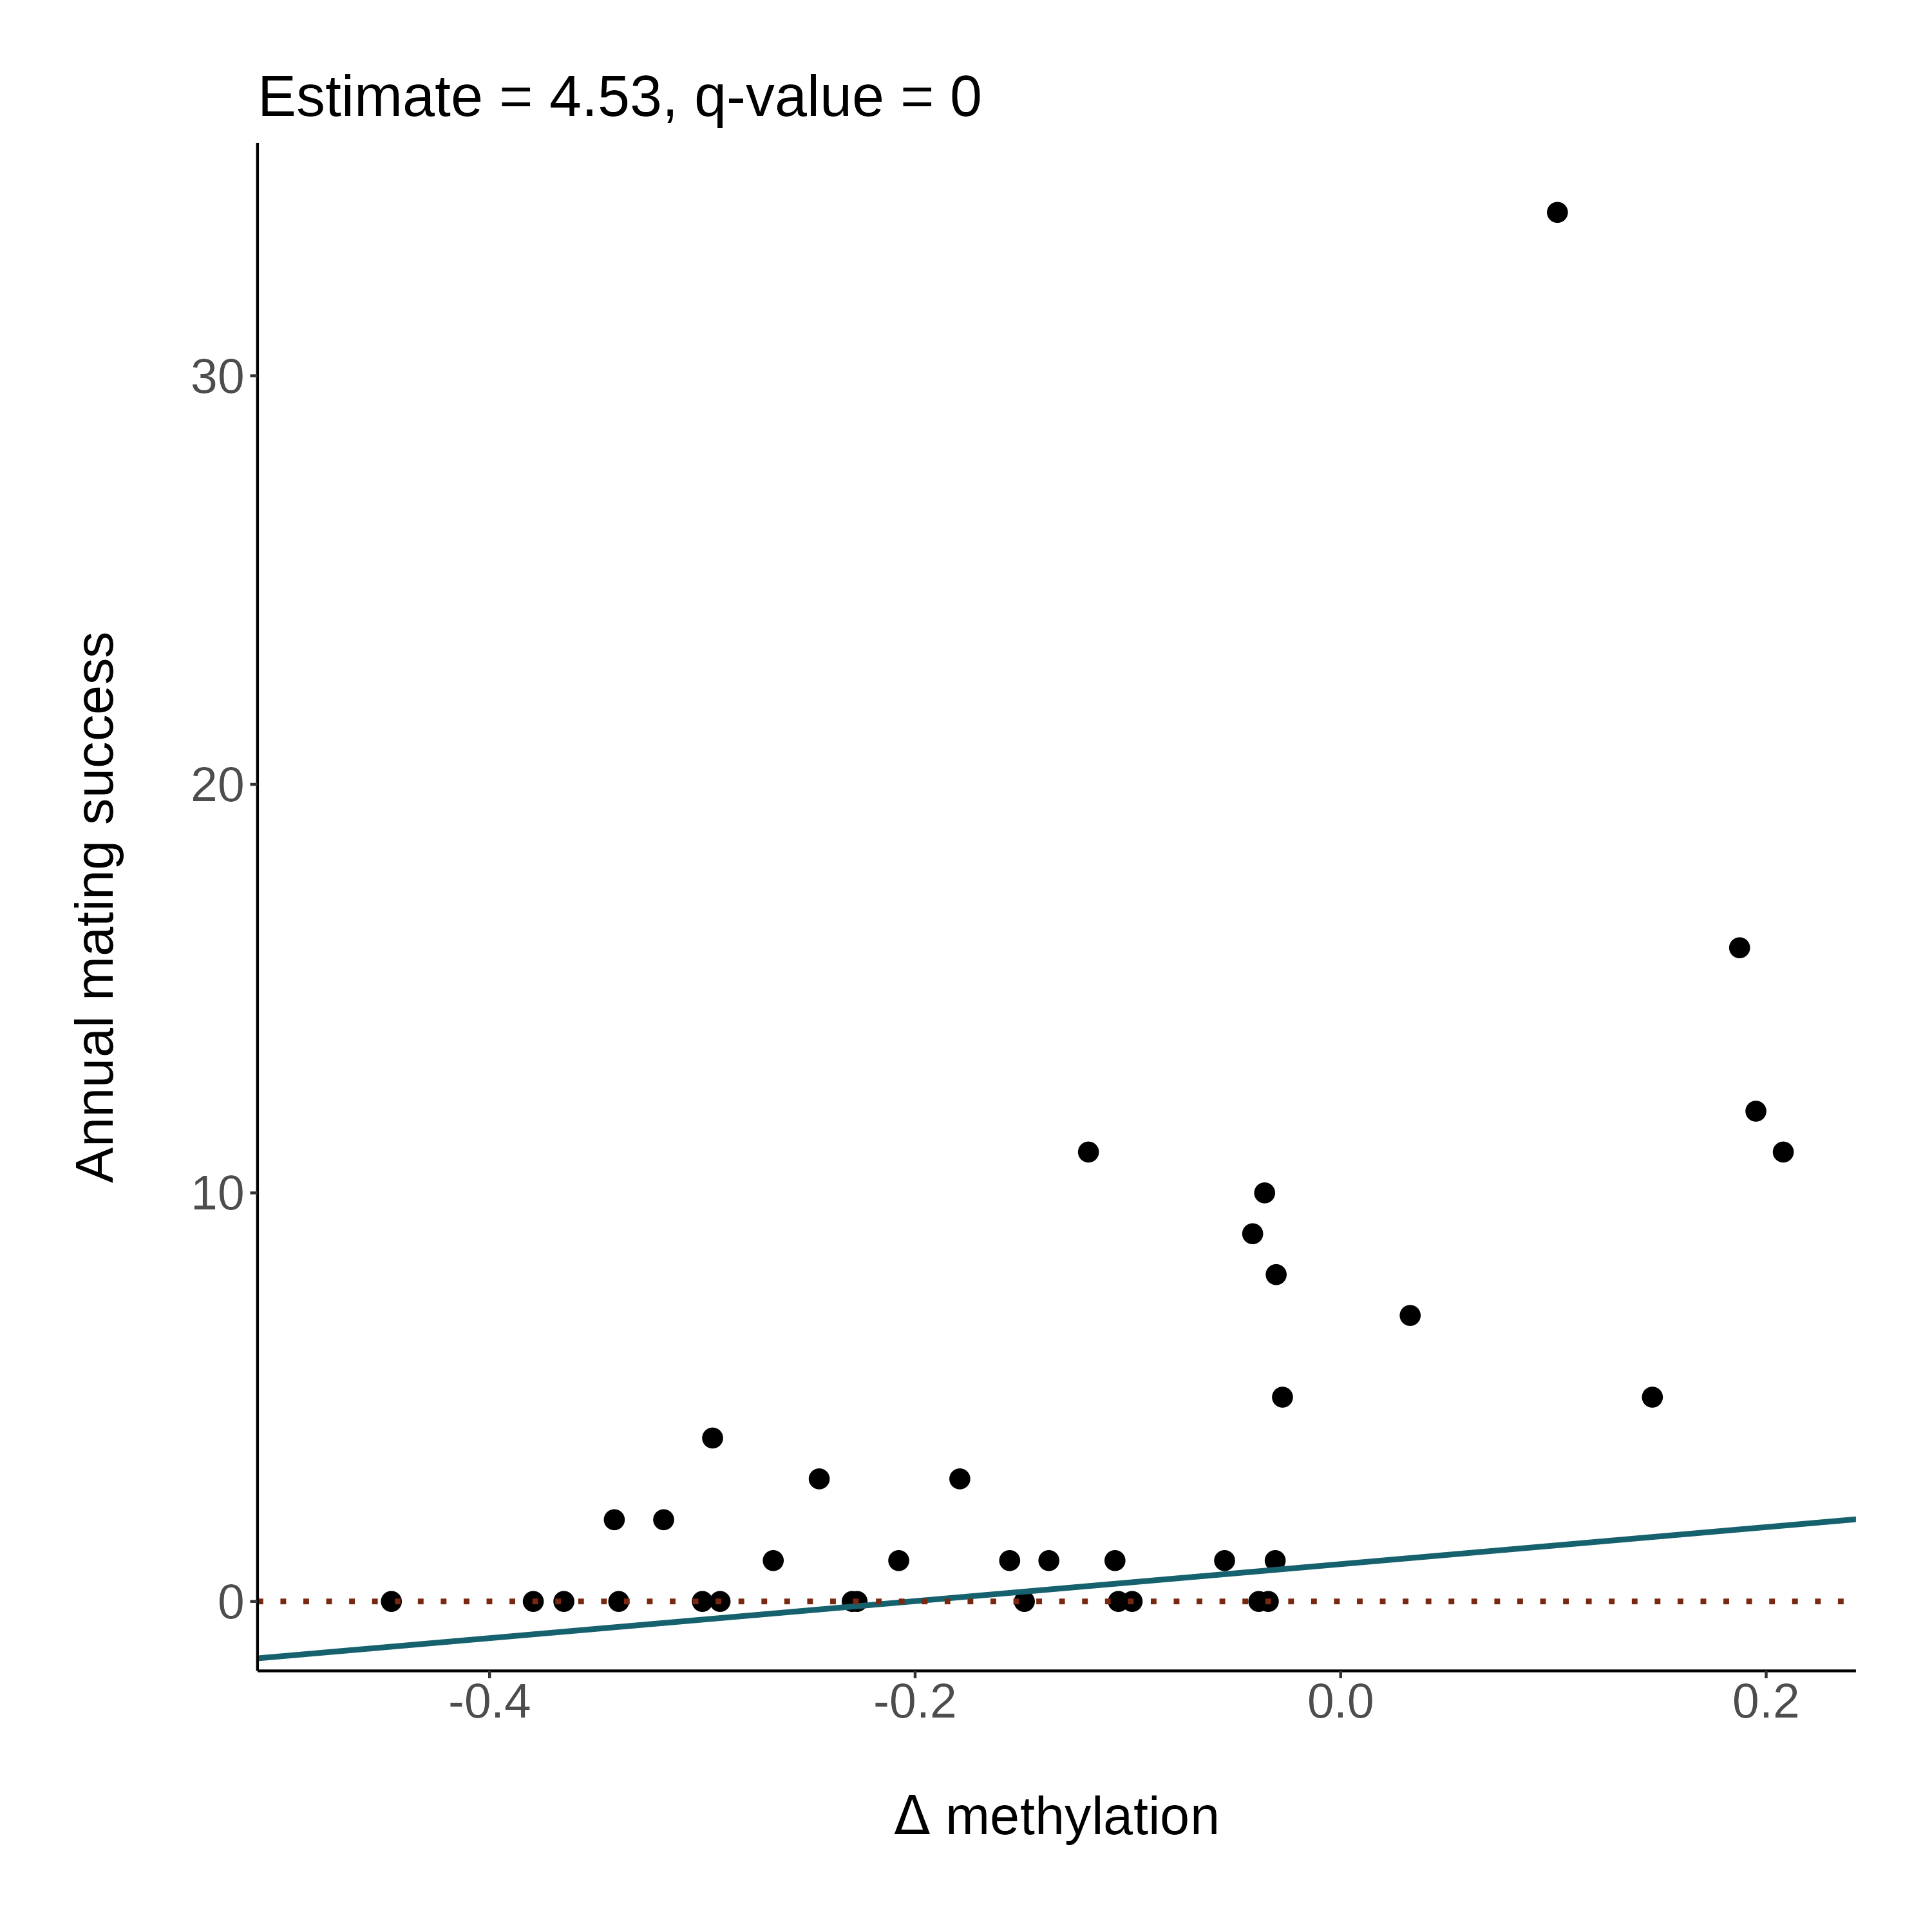 Estimate = 4.53, q-value = 0
Annual mating success
30
20
10
0
-0.4 -0.2 0.0 0.2
Δ methylation